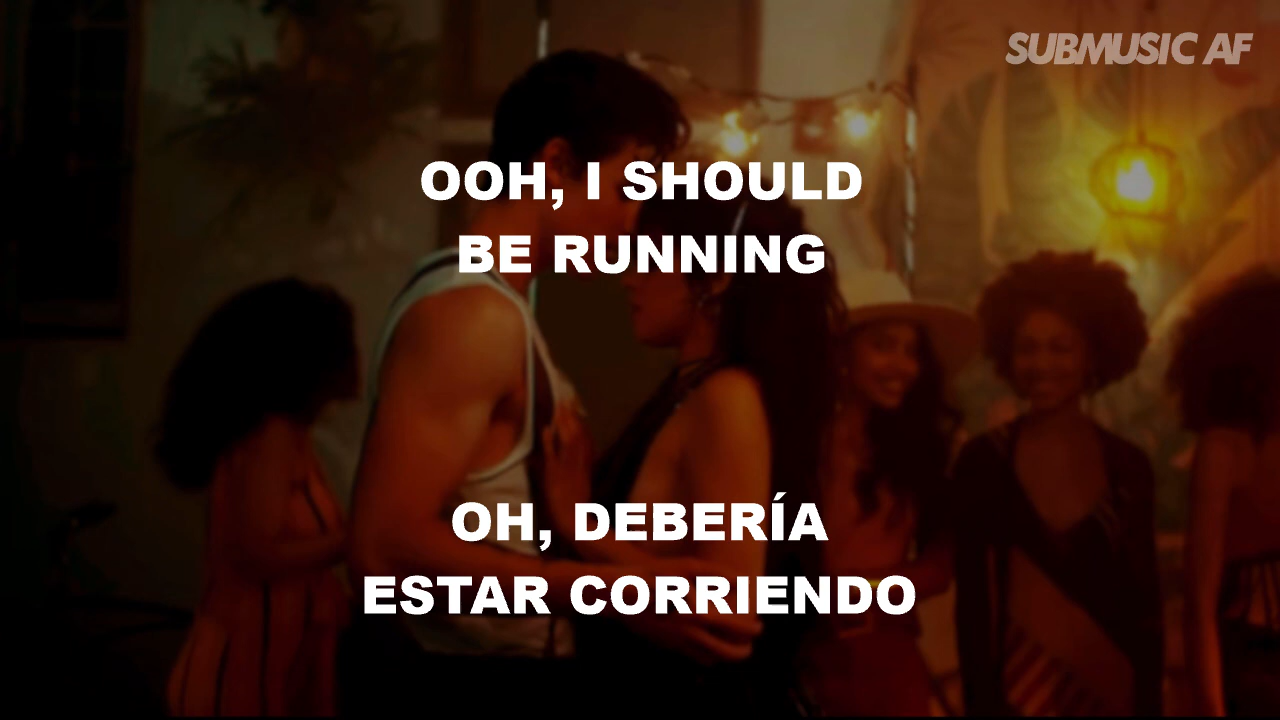 SUBMUSIC AF
OOH, I SHOULD
BE RUNNING
OH, DEBERÍA
ESTAR CORRIENDO